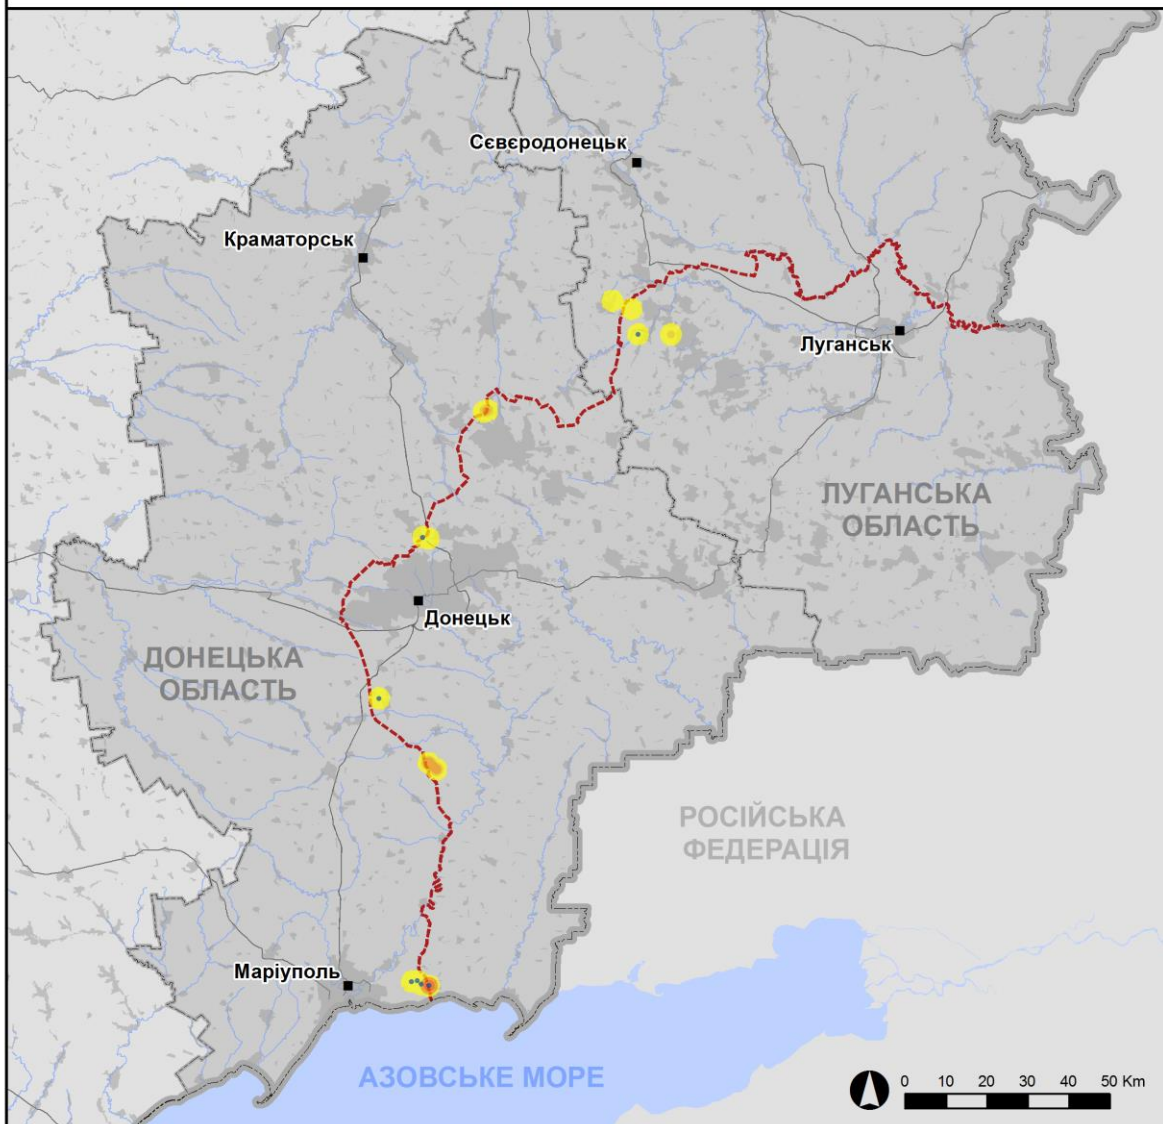 Сєвєродонецьк
Краматорськ
Луганськ
ЛУГАНСЬКА
ОБЛАСТЬ
Донецьк
ДОНЕЦЬКА
ОБЛАСТЬ
РОСІЙСЬКА
ФЕДЕРАЦІЯ
Маріуполь
АЗОВСЬКЕ МОРЕ
0 10 20 30 40 50 Km